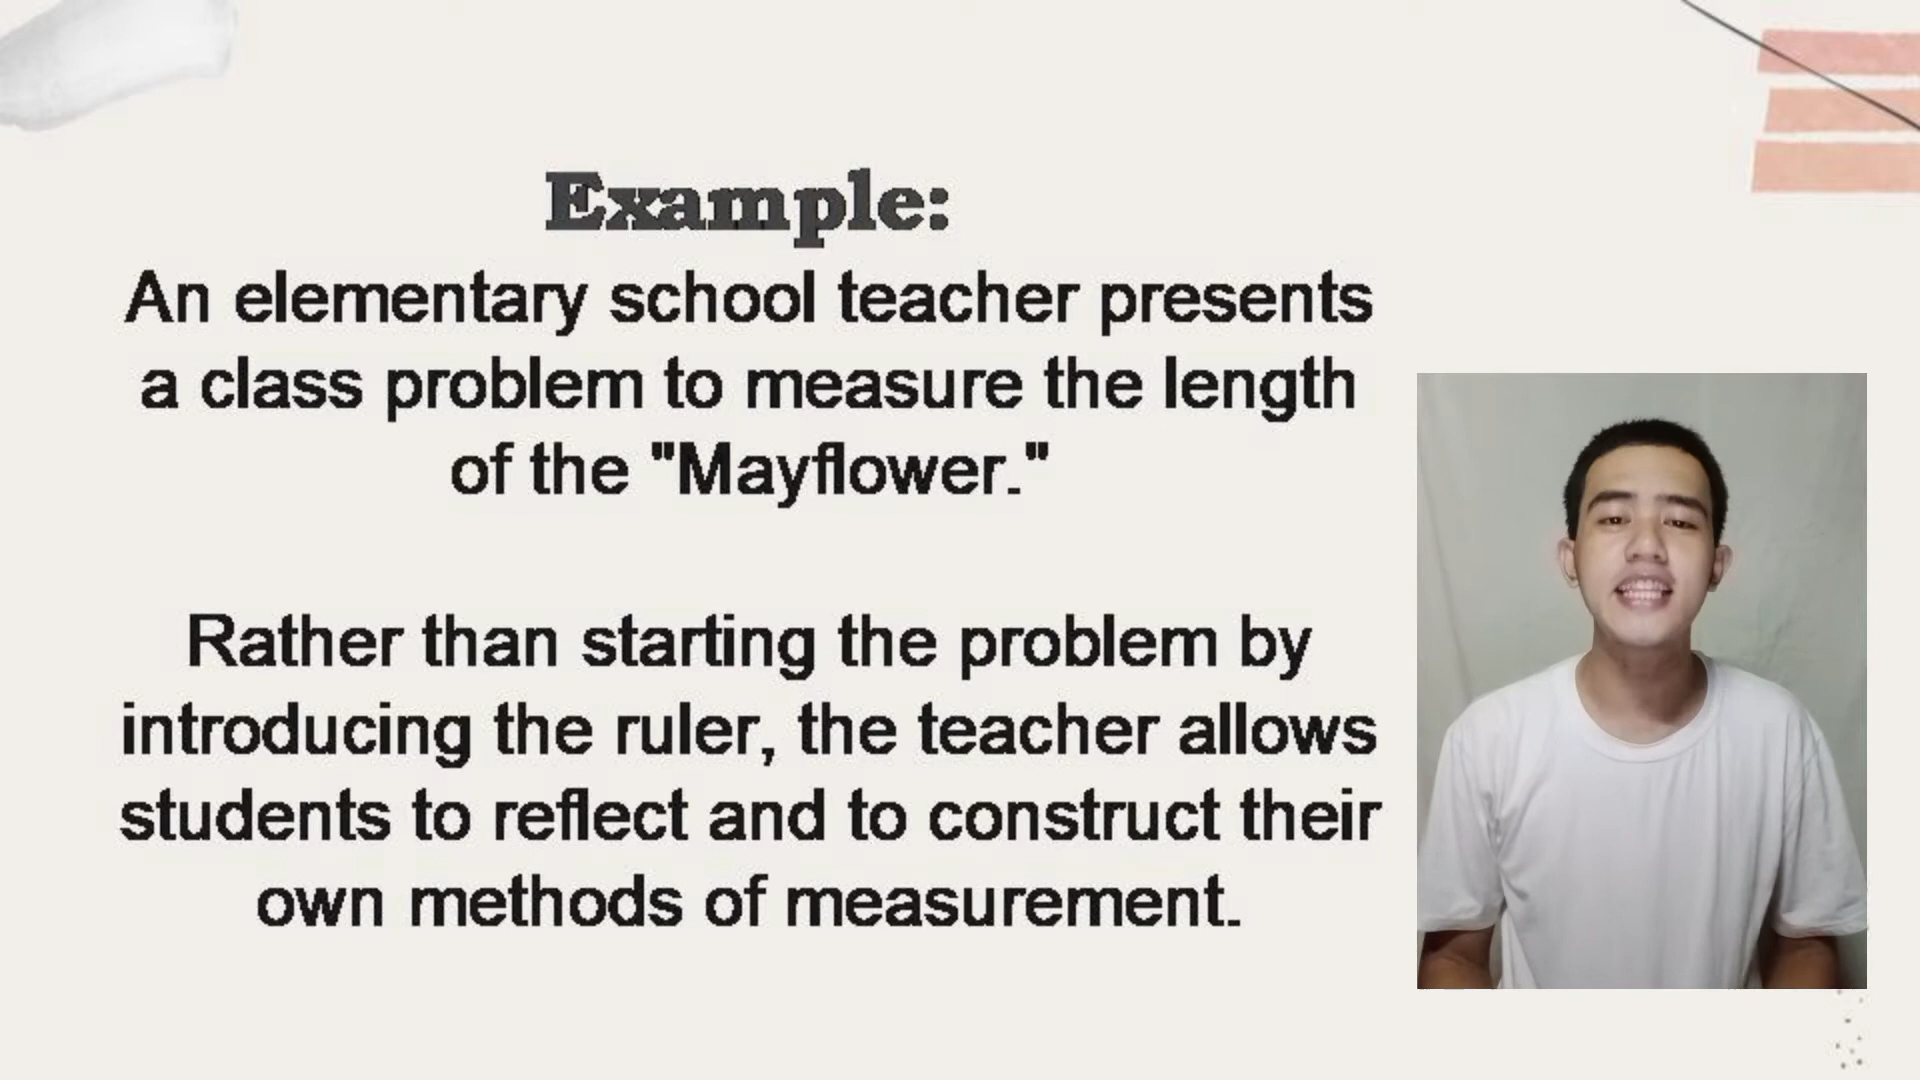 Example:
An elementary school teacher presents
a class problem to measure the length
of the "Mayflower."
Rather than starting the problem by
introducing the ruler, the teacher allows
students to reflect and to construct their
own methods of measurement.